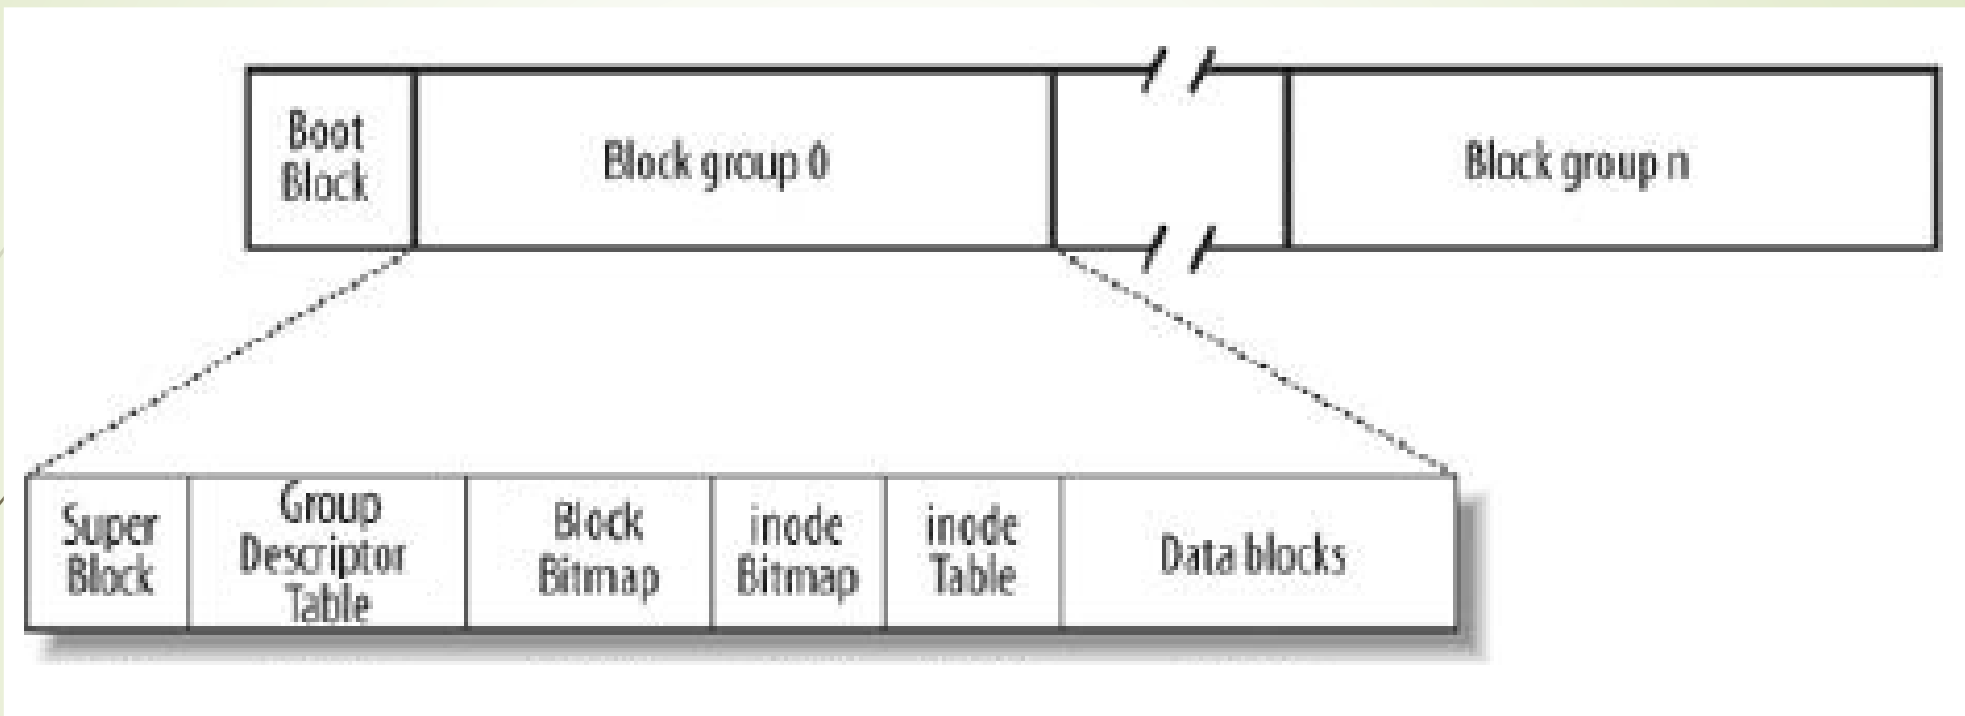 Boot
Block
Block group 0
Block group n
Super
Block
Group
Descriptor
Table
Block
Bitmap
inode
Bitmap
inode
Table
Data blocks